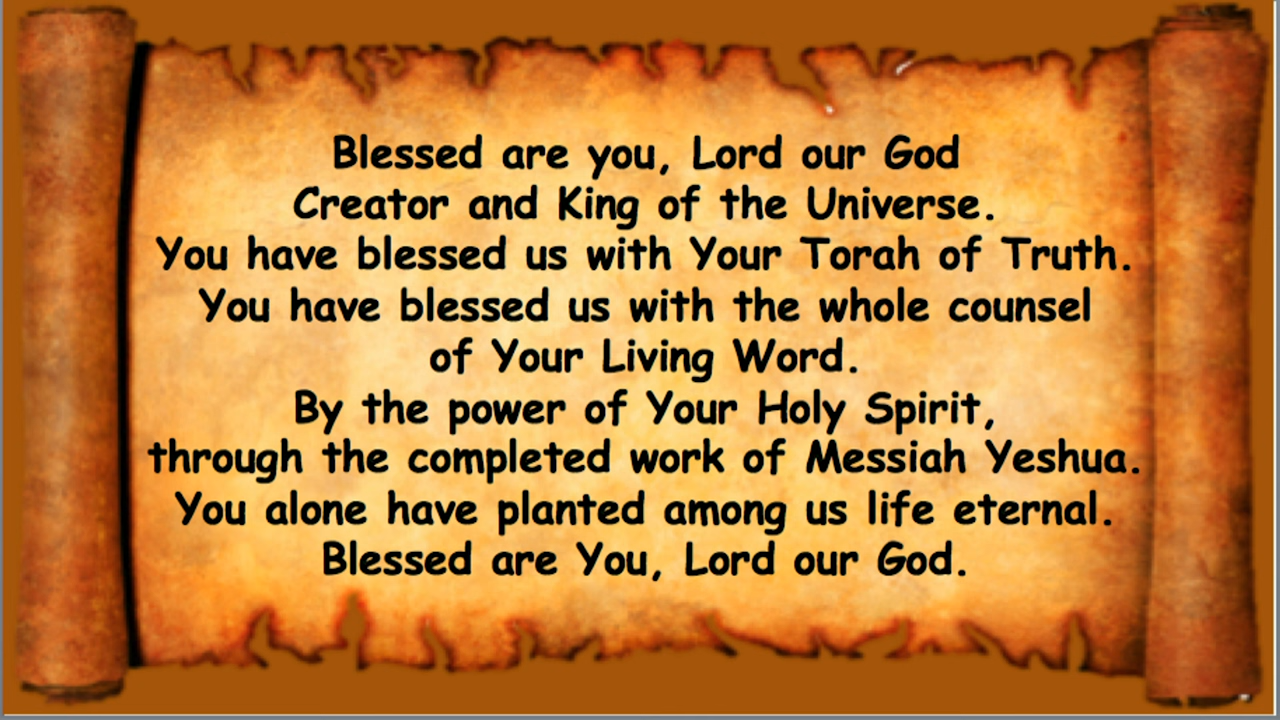 Blessed are you, Lord our God
Creator and King of the Universe.
You have blessed us with Your Torah of Truth.
You have blessed us with the whole counsel
of Your Living Word.
By the power of Your Holy Spirit,
through the completed work of Messiah Yeshua.
You alone have planted among us life eternal.
Blessed are You, Lord our God.